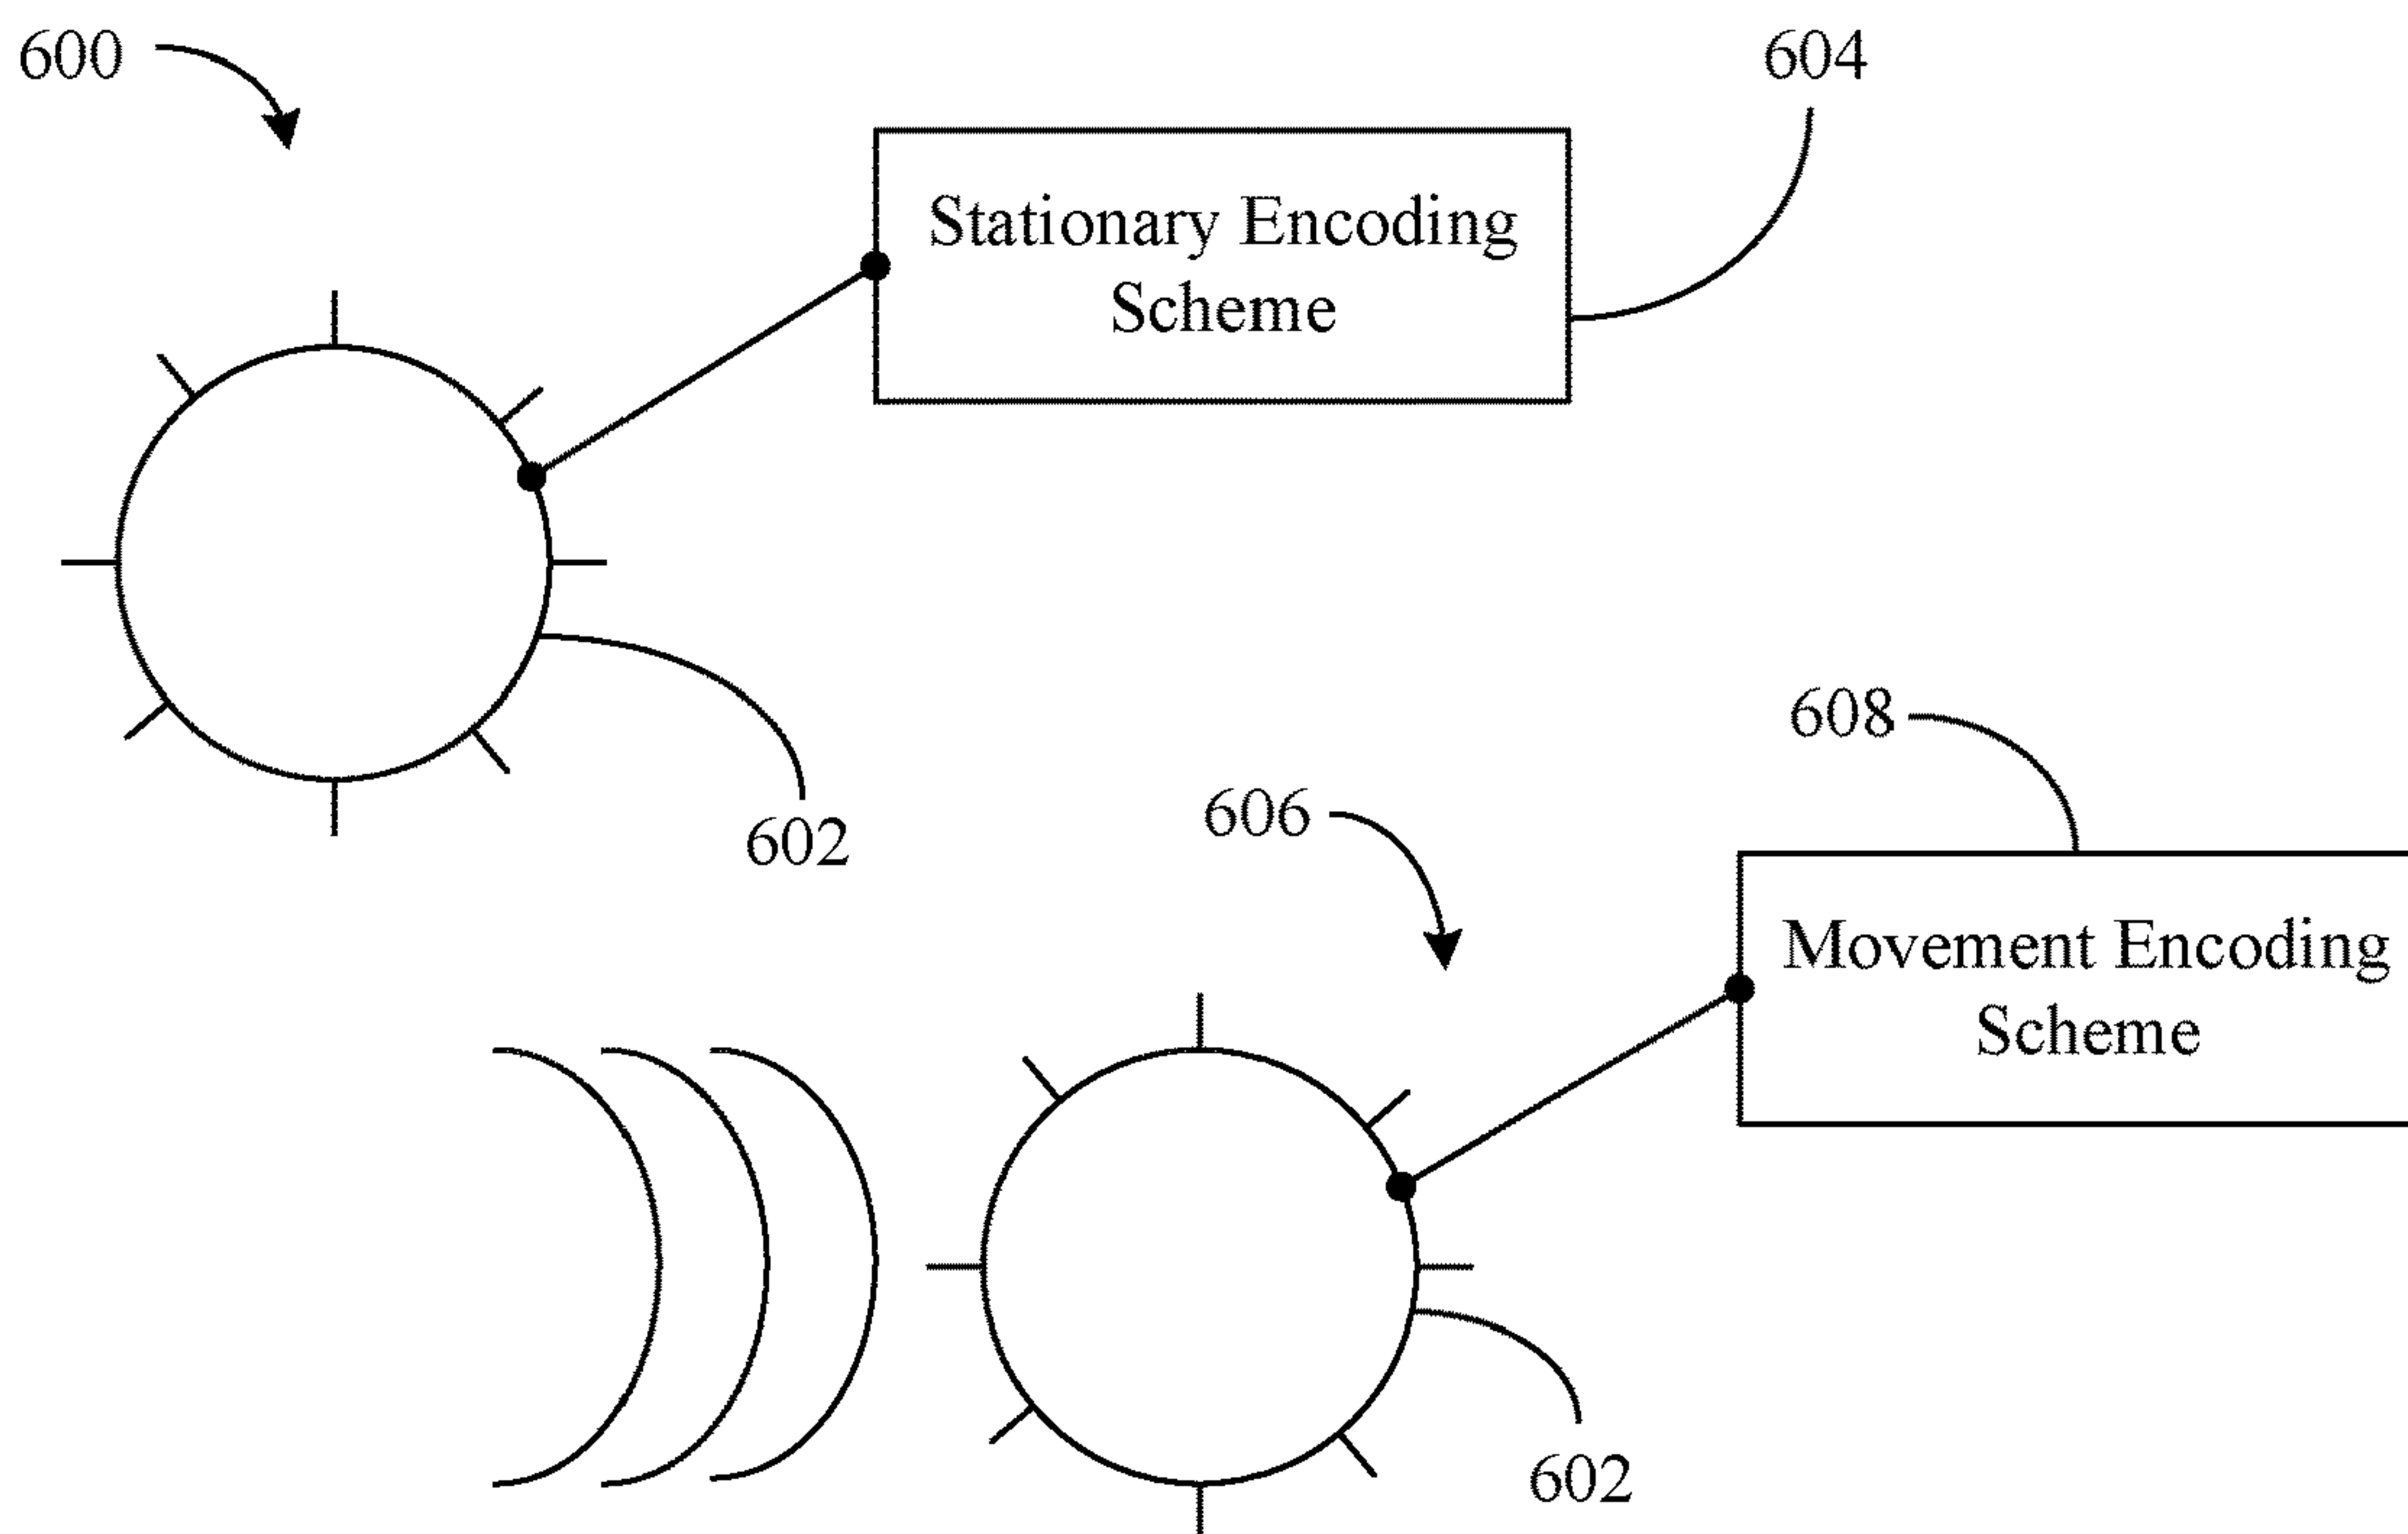 600
604
Stationary Encoding
Scheme
602
608
606
Movement Encoding
Scheme
602